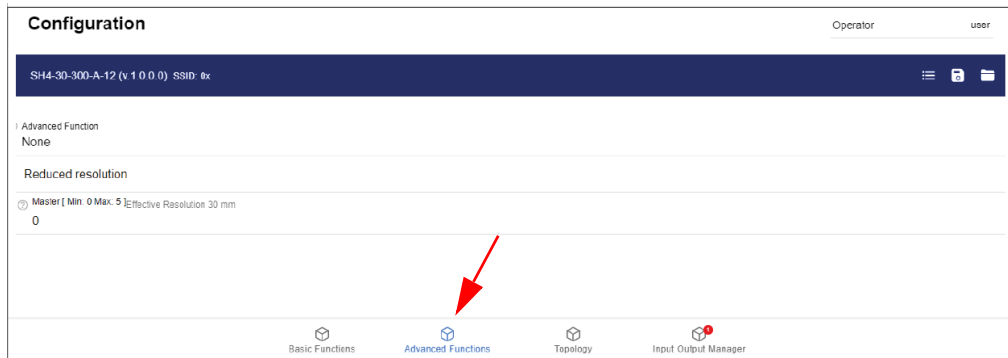 Configuration
Operator user
SH4-30-300-A-12 (v.1.0.0.0) SSID: 0x
Advanced Function
None
Reduced resolution
Master [ Min. 0 Max: 5 ] Effective Resolution 30 mm
0
Basic Functions Advanced Functions Topology Input Output Manager